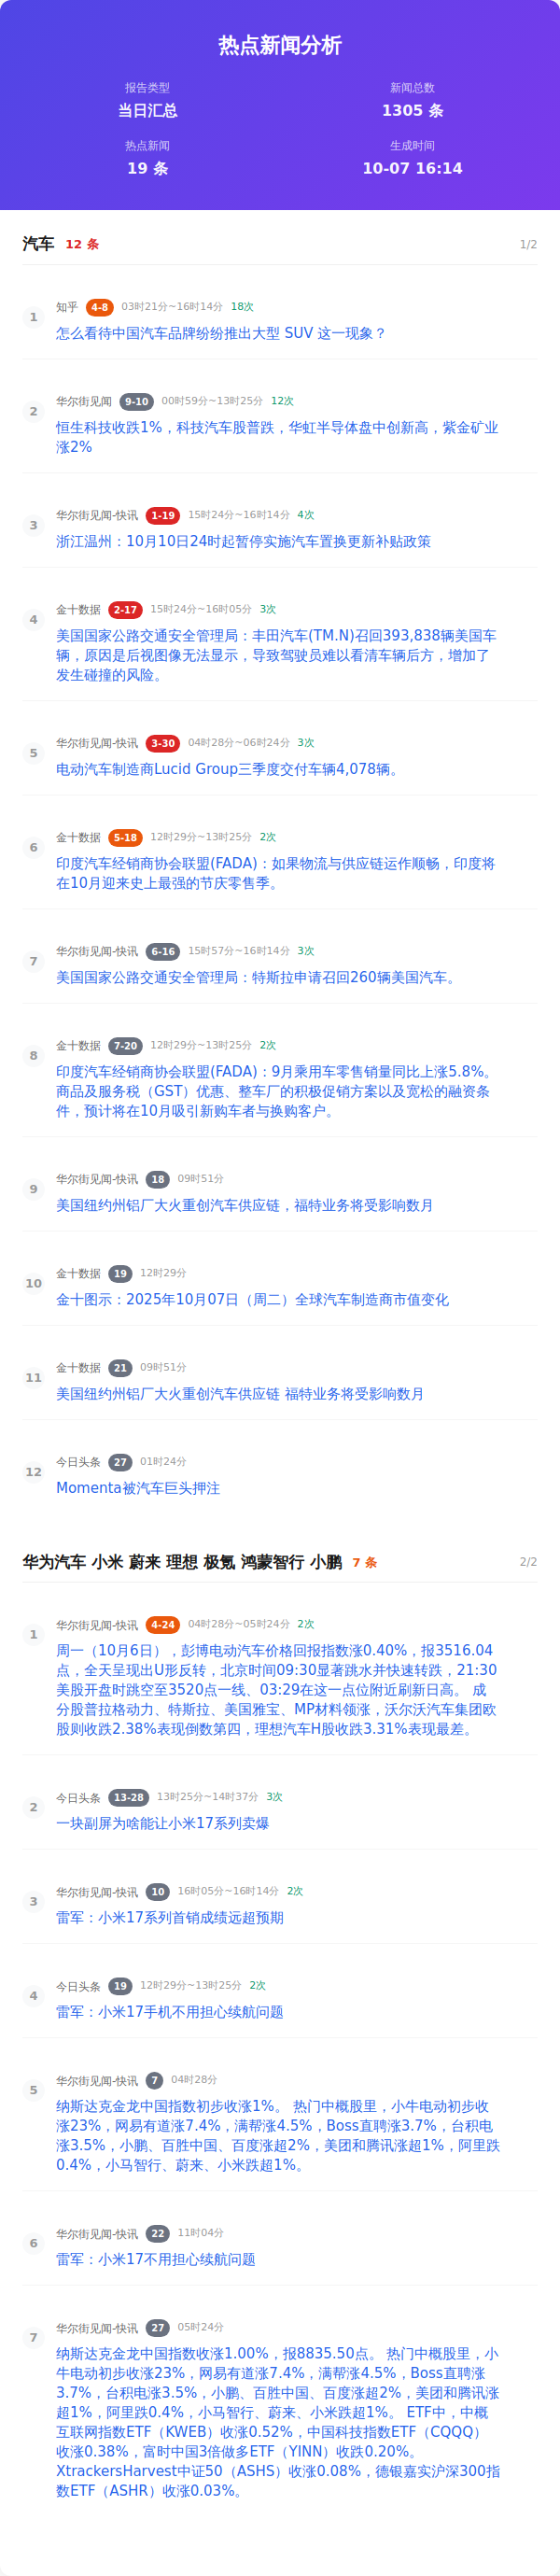 热点新闻分析
报告类型
新闻总数
当日汇总
1305 条
热点新闻
生成时间
19 条
10-07 16:14
汽车 12 条 1/2
1
知乎 4-8 03时21分~16时14分 18次
怎么看待中国汽车品牌纷纷推出大型 SUV 这一现象？
2
华尔街见闻 9-10 00时59分~13时25分 12次
恒生科技收跌1%，科技汽车股普跌，华虹半导体盘中创新高，紫金矿业
涨2%
3
华尔街见闻-快讯 1-19 15时24分~16时14分 4次
浙江温州：10月10日24时起暂停实施汽车置换更新补贴政策
4
金十数据 2-17 15时24分~16时05分 3次
美国国家公路交通安全管理局：丰田汽车(TM.N)召回393,838辆美国车
辆，原因是后视图像无法显示，导致驾驶员难以看清车辆后方，增加了
发生碰撞的风险。
5
华尔街见闻-快讯 3-30 04时28分~06时24分 3次
电动汽车制造商Lucid Group三季度交付车辆4,078辆。
6
金十数据 5-18 12时29分~13时25分 2次
印度汽车经销商协会联盟(FADA)：如果物流与供应链运作顺畅，印度将
在10月迎来史上最强的节庆零售季。
7
华尔街见闻-快讯 6-16 15时57分~16时14分 3次
美国国家公路交通安全管理局：特斯拉申请召回260辆美国汽车。
8
金十数据 7-20 12时29分~13时25分 2次
印度汽车经销商协会联盟(FADA)：9月乘用车零售销量同比上涨5.8%。
商品及服务税（GST）优惠、整车厂的积极促销方案以及宽松的融资条
件，预计将在10月吸引新购车者与换购客户。
9
华尔街见闻-快讯 18 09时51分
美国纽约州铝厂大火重创汽车供应链，福特业务将受影响数月
10
金十数据 19 12时29分
金十图示：2025年10月07日（周二）全球汽车制造商市值变化
11
金十数据 21 09时51分
美国纽约州铝厂大火重创汽车供应链 福特业务将受影响数月
12
今日头条 27 01时24分
Momenta被汽车巨头押注
华为汽车 小米 蔚来 理想 极氪 鸿蒙智行 小鹏 7 条 2/2
1
华尔街见闻-快讯 4-24 04时28分~05时24分 2次
周一（10月6日），彭博电动汽车价格回报指数涨0.40%，报3516.04
点，全天呈现出U形反转，北京时间09:30显著跳水并快速转跌，21:30
美股开盘时跳空至3520点一线、03:29在这一点位附近刷新日高。 成
分股普拉格动力、特斯拉、美国雅宝、MP材料领涨，沃尔沃汽车集团欧
股则收跌2.38%表现倒数第四，理想汽车H股收跌3.31%表现最差。
2
今日头条 13-28 13时25分~14时37分 3次
一块副屏为啥能让小米17系列卖爆
3
华尔街见闻-快讯 10 16时05分~16时14分 2次
雷军：小米17系列首销成绩远超预期
4
今日头条 19 12时29分~13时25分 2次
雷军：小米17手机不用担心续航问题
5
华尔街见闻-快讯 7 04时28分
纳斯达克金龙中国指数初步收涨1%。 热门中概股里，小牛电动初步收
涨23%，网易有道涨7.4%，满帮涨4.5%，Boss直聘涨3.7%，台积电
涨3.5%，小鹏、百胜中国、百度涨超2%，美团和腾讯涨超1%，阿里跌
0.4%，小马智行、蔚来、小米跌超1%。
6
华尔街见闻-快讯 22 11时04分
雷军：小米17不用担心续航问题
7
华尔街见闻-快讯 27 05时24分
纳斯达克金龙中国指数收涨1.00%，报8835.50点。 热门中概股里，小
牛电动初步收涨23%，网易有道涨7.4%，满帮涨4.5%，Boss直聘涨
3.7%，台积电涨3.5%，小鹏、百胜中国、百度涨超2%，美团和腾讯涨
超1%，阿里跌0.4%，小马智行、蔚来、小米跌超1%。 ETF中，中概
互联网指数ETF（KWEB）收涨0.52%，中国科技指数ETF（CQQQ）
收涨0.38%，富时中国3倍做多ETF（YINN）收跌0.20%。
XtrackersHarvest中证50（ASHS）收涨0.08%，德银嘉实沪深300指
数ETF（ASHR）收涨0.03%。